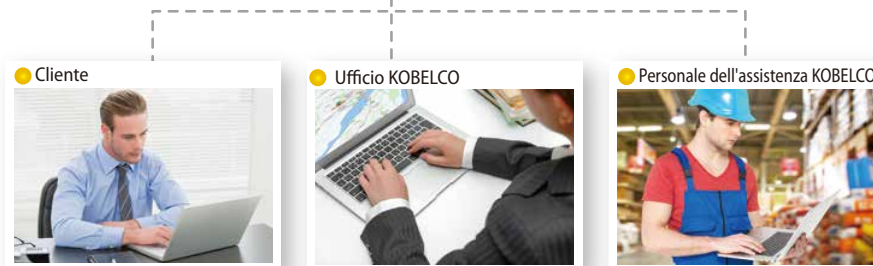 Cliente
Ufficio KOBELCO
Personale dell'assistenza KOBELCO